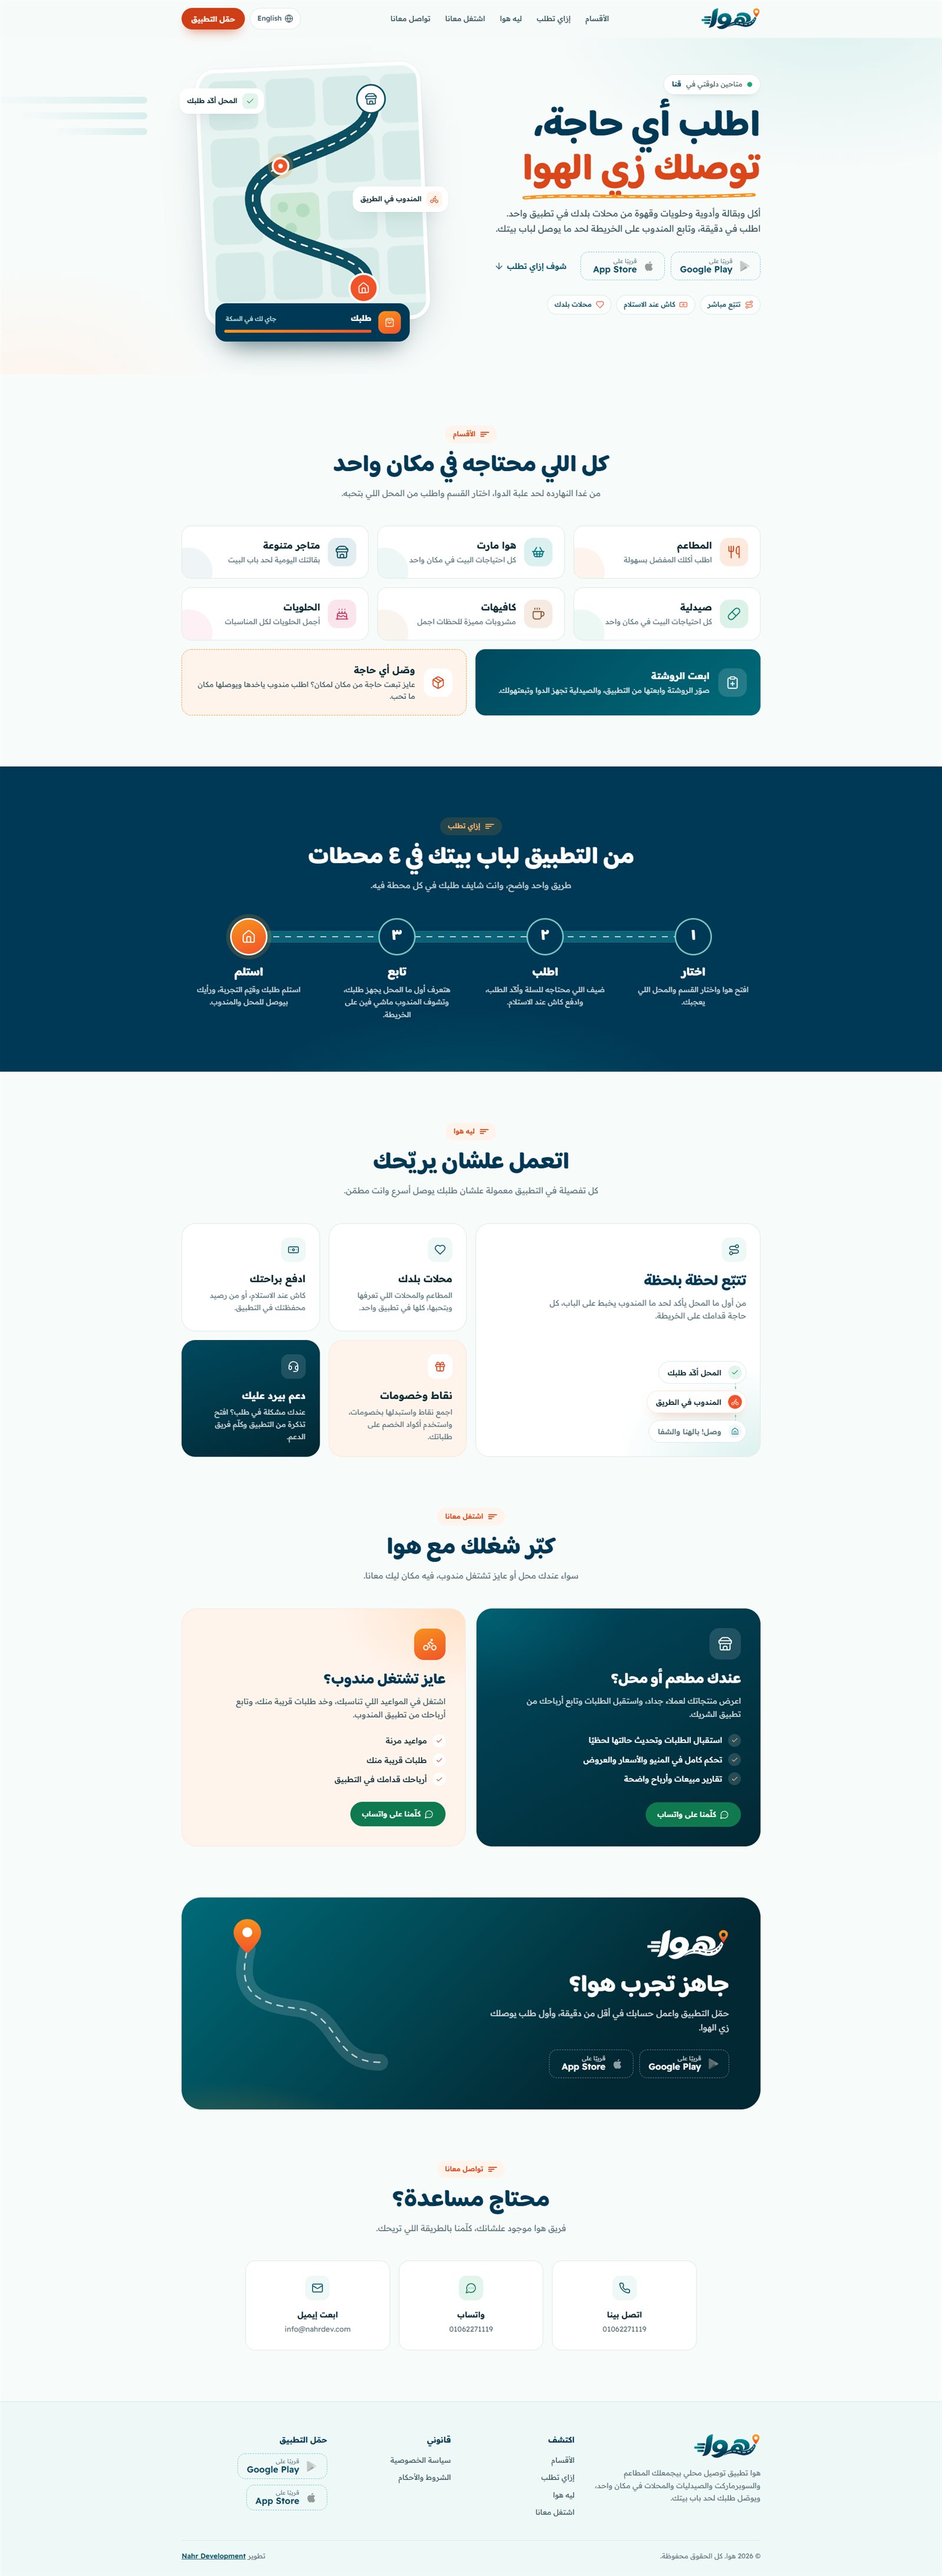 هوا
الأقسام
إزاي تطلب
ليه هوا
اشتغل معانا
تواصل معانا
English
حمّل التطبيق
متاحين دلوقتي في قنا
اطلب أي حاجة،
توصلك زي الهوا
أكل وبقالة وأدوية وحلويات وقهوة من محلات بلدك في تطبيق واحد.
اطلب في دقيقة، وتابع المندوب على الخريطة لحد ما يوصل لباب بيتك.
قريبًا على
Google Play
قريبًا على
App Store
شوف إزاي تطلب
تتبّع مباشر
كاش عند الاستلام
محلات بلدك
المحل أكّد طلبك
المندوب في الطريق
طلبك
جاي لك في السكة
الأقسام
كل اللي محتاجه في مكان واحد
من غدا النهارده لحد علبة الدوا، اختار القسم واطلب من المحل اللي بتحبه.
المطاعم
اطلب أكلك المفضل بسهولة
هوا مارت
كل احتياجات البيت في مكان واحد
متاجر متنوعة
بقالتك اليومية لحد باب البيت
صيدلية
كل احتياجات البيت في مكان واحد
كافيهات
مشروبات مميزة للحظات اجمل
الحلويات
أجمل الحلويات لكل المناسبات
ابعت الروشتة
صوّر الروشتة وابعتها من التطبيق، والصيدلية تجهز الدوا وتبعتهولك.
وصّل أي حاجة
عايز تبعت حاجة من مكان لمكان؟ اطلب مندوب ياخدها ويوصلها مكان
ما تحب.
إزاي تطلب
من التطبيق لباب بيتك في ٤ محطات
طريق واحد واضح، وانت شايف طلبك في كل محطة فيه.
١
٢
٣
اختار
افتح هوا واختار القسم والمحل اللي
يعجبك.
اطلب
ضيف اللي محتاجه للسلة وأكّد الطلب،
وادفع كاش عند الاستلام.
تابع
هتعرف أول ما المحل يجهز طلبك،
وتشوف المندوب ماشي فين على
الخريطة.
استلم
استلم طلبك وقيّم التجربة، ورأيك
بيوصل للمحل والمندوب.
ليه هوا
اتعمل علشان يريّحك
كل تفصيلة في التطبيق معمولة علشان طلبك يوصل أسرع وانت مطمّن.
تتبّع لحظة بلحظة
من أول ما المحل يأكد لحد ما المندوب يخبط على الباب، كل
حاجة قدامك على الخريطة.
المحل أكّد طلبك
المندوب في الطريق
وصل! بالهنا والشفا
محلات بلدك
المطاعم والمحلات اللي تعرفها
وبتحبها، كلها في تطبيق واحد.
ادفع براحتك
كاش عند الاستلام، أو من رصيد
محفظتك في التطبيق.
نقاط وخصومات
اجمع نقاط واستبدلها بخصومات،
واستخدم أكواد الخصم على
طلباتك.
دعم بيرد عليك
عندك مشكلة في طلب؟ افتح
تذكرة من التطبيق وكلّم فريق
الدعم.
اشتغل معانا
كبّر شغلك مع هوا
سواء عندك محل أو عايز تشتغل مندوب، فيه مكان ليك معانا.
عندك مطعم أو محل؟
اعرض منتجاتك لعملاء جداد، واستقبل الطلبات وتابع أرباحك من
تطبيق الشريك.
استقبال الطلبات وتحديث حالتها لحظيًا
تحكم كامل في المنيو والأسعار والعروض
تقارير مبيعات وأرباح واضحة
كلّمنا على واتساب
عايز تشتغل مندوب؟
اشتغل في المواعيد اللي تناسبك، وخد طلبات قريبة منك، وتابع
أرباحك من تطبيق المندوب.
مواعيد مرنة
طلبات قريبة منك
أرباحك قدامك في التطبيق
كلّمنا على واتساب
هوا
جاهز تجرب هوا؟
حمّل التطبيق واعمل حسابك في أقل من دقيقة، وأول طلب يوصلك
زي الهوا.
قريبًا على
Google Play
قريبًا على
App Store
تواصل معانا
محتاج مساعدة؟
فريق هوا موجود علشانك، كلّمنا بالطريقة اللي تريحك.
اتصل بينا
01062271119
واتساب
01062271119
ابعت إيميل
info@nahrdev.com
هوا
هوا تطبيق توصيل محلي بيجمعلك المطاعم
والسوبرماركت والصيدليات والمحلات في مكان واحد،
ويوصّل طلبك لحد باب بيتك.
اكتشف
الأقسام
إزاي تطلب
ليه هوا
اشتغل معانا
قانوني
سياسة الخصوصية
الشروط والأحكام
حمّل التطبيق
قريبًا على
Google Play
قريبًا على
App Store
© 2026 هوا. كل الحقوق محفوظة.
تطوير Nahr Development